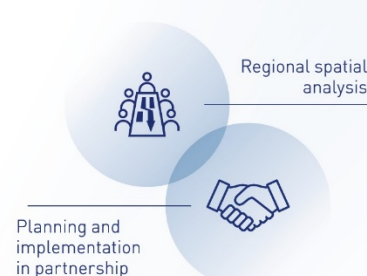 Regional spatial
analysis
Planning and
implementation
in partnership